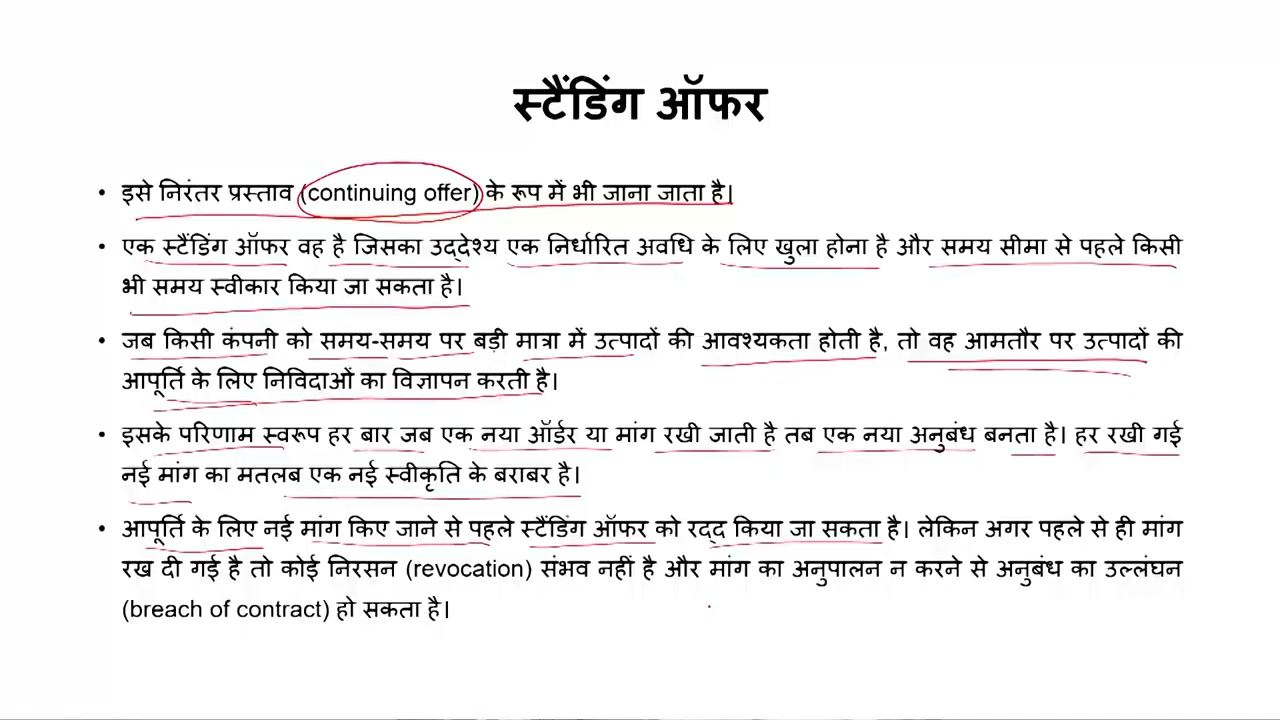 स्टैंडिंग ऑफर
• इसे निरंतर प्रस्ताव (continuing offer) के रूप में भी जाना जाता है।
• एक स्टैंडिंग ऑफर वह है जिसका उद्देश्य एक निर्धारित अवधि के लिए खुला होना है और समय सीमा से पहले किसी
भी समय स्वीकार किया जा सकता है।
• जब किसी कंपनी को समय-समय पर बड़ी मात्रा में उत्पादों की आवश्यकता होती है, तो वह आमतौर पर उत्पादों की
आपूर्ति के लिए निविदाओं का विज्ञापन करती है।
• इसके परिणाम स्वरूप हर बार जब एक नया ऑर्डर या मांग रखी जाती है तब एक नया अनुबंध बनता है। हर रखी गई
नई मांग का मतलब एक नई स्वीकृति के बराबर है।
• आपूर्ति के लिए नई मांग किए जाने से पहले स्टैंडिंग ऑफर को रद्द किया जा सकता है। लेकिन अगर पहले से ही मांग
रख दी गई है तो कोई निरसन (revocation) संभव नहीं है और मांग का अनुपालन न करने से अनुबंध का उल्लंघन
(breach of contract) हो सकता है।